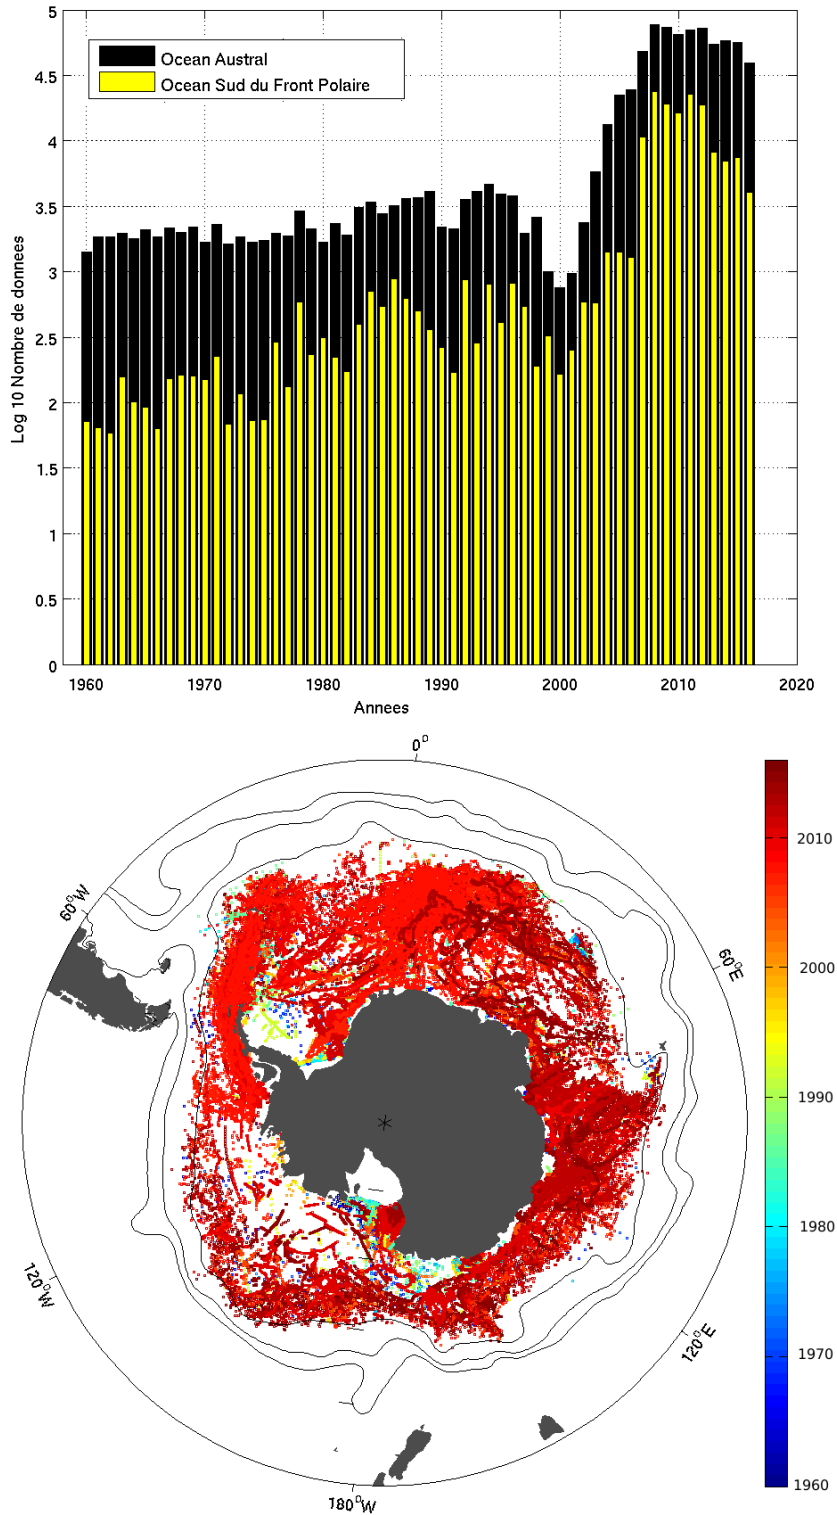 5
4.5
4
3.5
3
2.5
2
1.5
1
0.5
0
Log 10 Nombre de donnees
Ocean Austral
Ocean Sud du Front Polaire
1960 1970 1980 1990 2000 2010 2020
Annees
0°
60°W
60°E
120°W
120°E
180°W
2010
2000
1990
1980
1970
1960